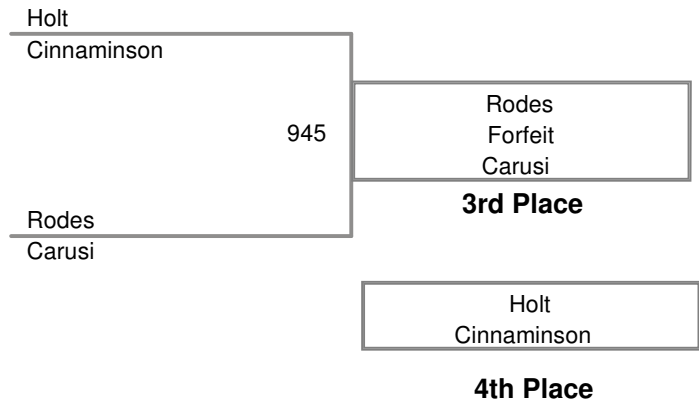 Holt
Cinnaminson
945
Rodes
Forfeit
Carusi
3rd Place
Rodes
Carusi
Holt
Cinnaminson
4th Place